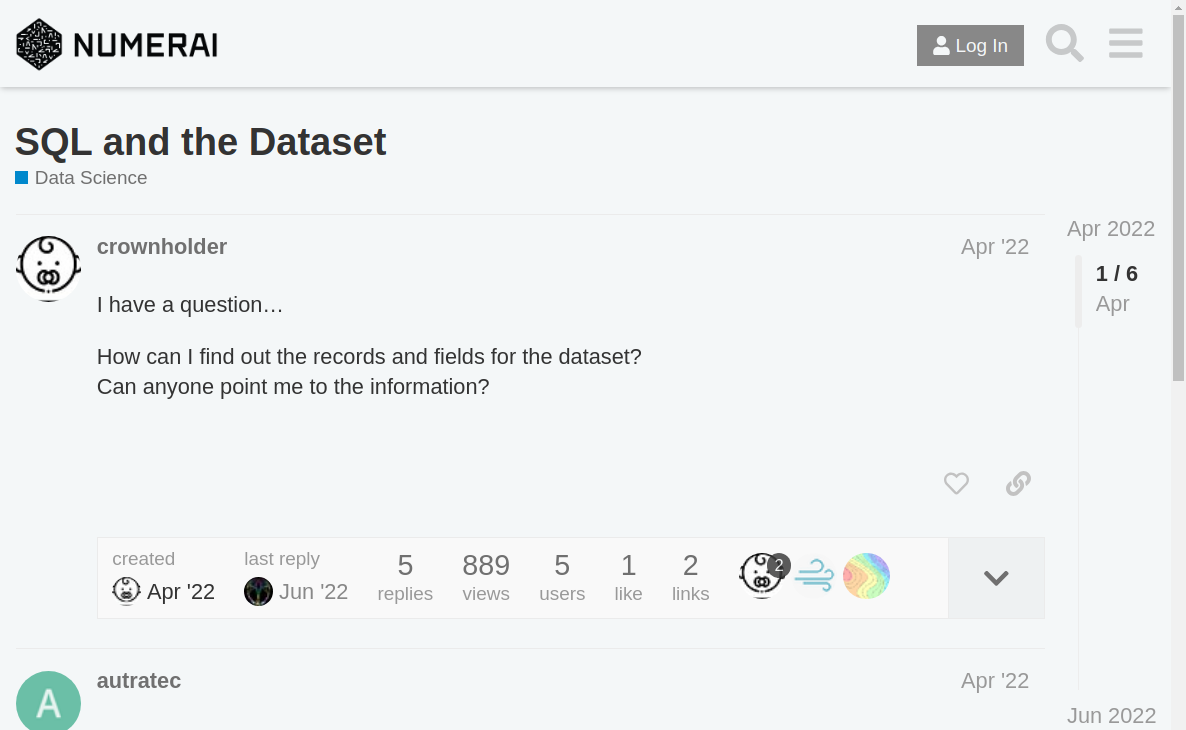 NUMERAI
Log In
SQL and the Dataset
Data Science
crownholder
Apr '22
I have a question…
How can I find out the records and fields for the dataset?
Can anyone point me to the information?
created
Apr '22
last reply
Jun '22
5
replies
889
views
5
users
1
like
2
links
2
A
autratec
Apr '22
Apr 2022
1 / 6
Apr
Jun 2022